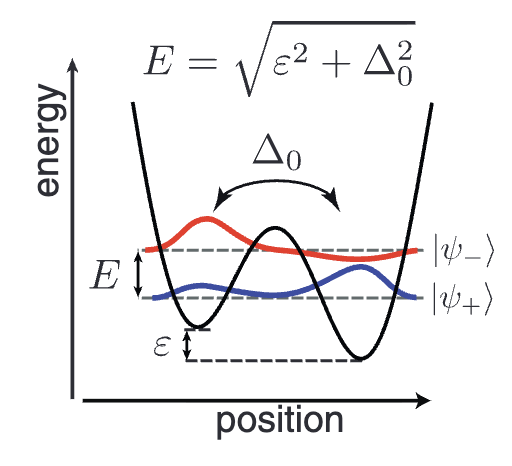 E = √ε² + Δ₀²
energy
Δ₀
|ψ₋⟩
E
|ψ₊⟩
ε
position